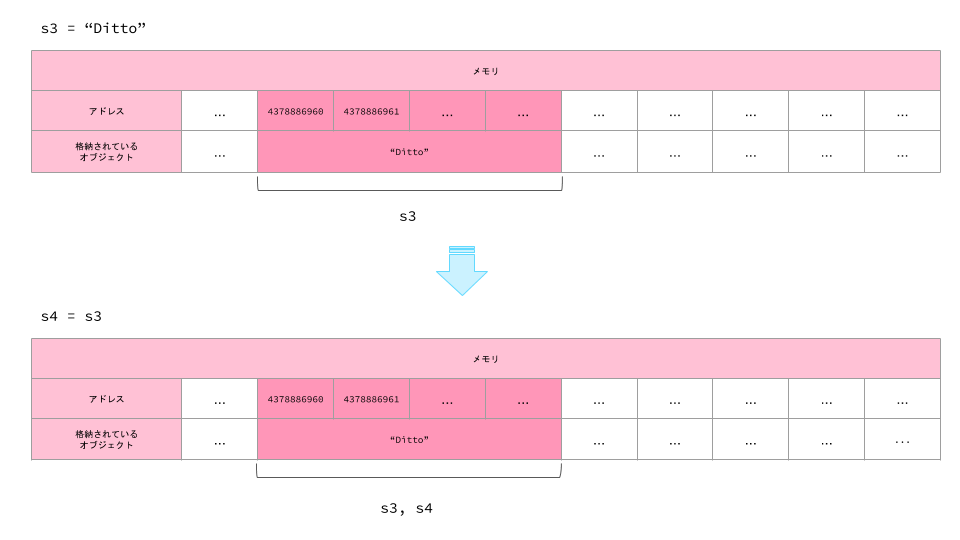 s3 = “Ditto”
メモリ
アドレス ... 4378886960 4378886961 ... ... ... ... ... ... ...
格納されている
オブジェクト ... “Ditto” ... ... ... ... ...
s3
s4 = s3
メモリ
アドレス ... 4378886960 4378886961 ... ... ... ... ... ... ...
格納されている
オブジェクト ... “Ditto” ... ... ... ... ...
s3, s4